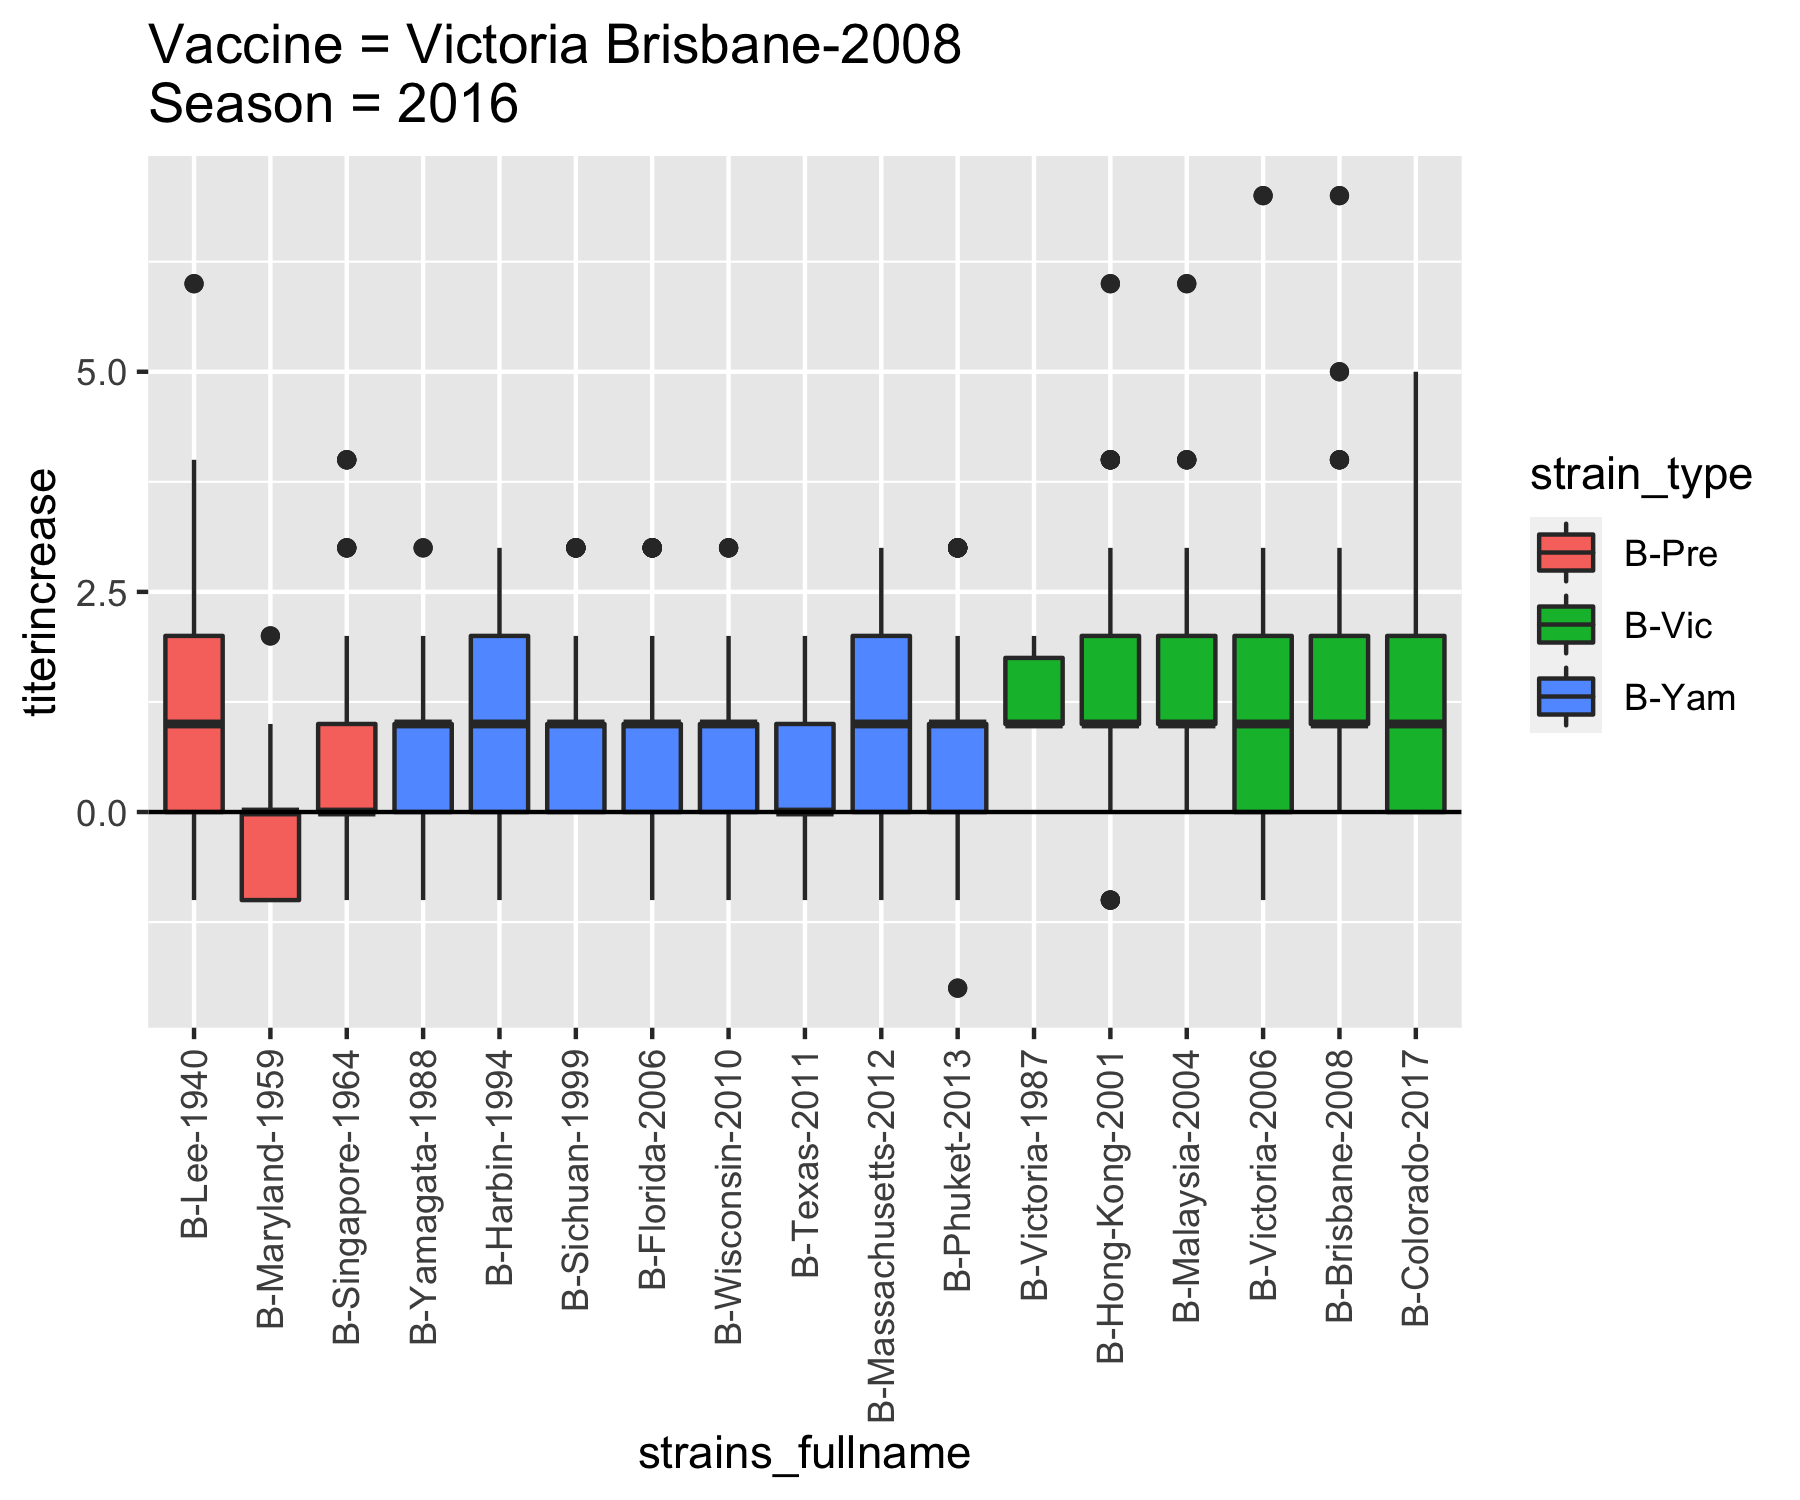 Vaccine = Victoria Brisbane-2008
Season = 2016
titerincrease
5.0
2.5
0.0
B-Lee-1940
B-Maryland-1959
B-Singapore-1964
B-Yamagata-1988
B-Harbin-1994
B-Sichuan-1999
B-Florida-2006
B-Wisconsin-2010
B-Texas-2011
B-Massachusetts-2012
B-Phuket-2013
B-Victoria-1987
B-Hong-Kong-2001
B-Malaysia-2004
B-Victoria-2006
B-Brisbane-2008
B-Colorado-2017
strains_fullname
strain_type
B-Pre
B-Vic
B-Yam